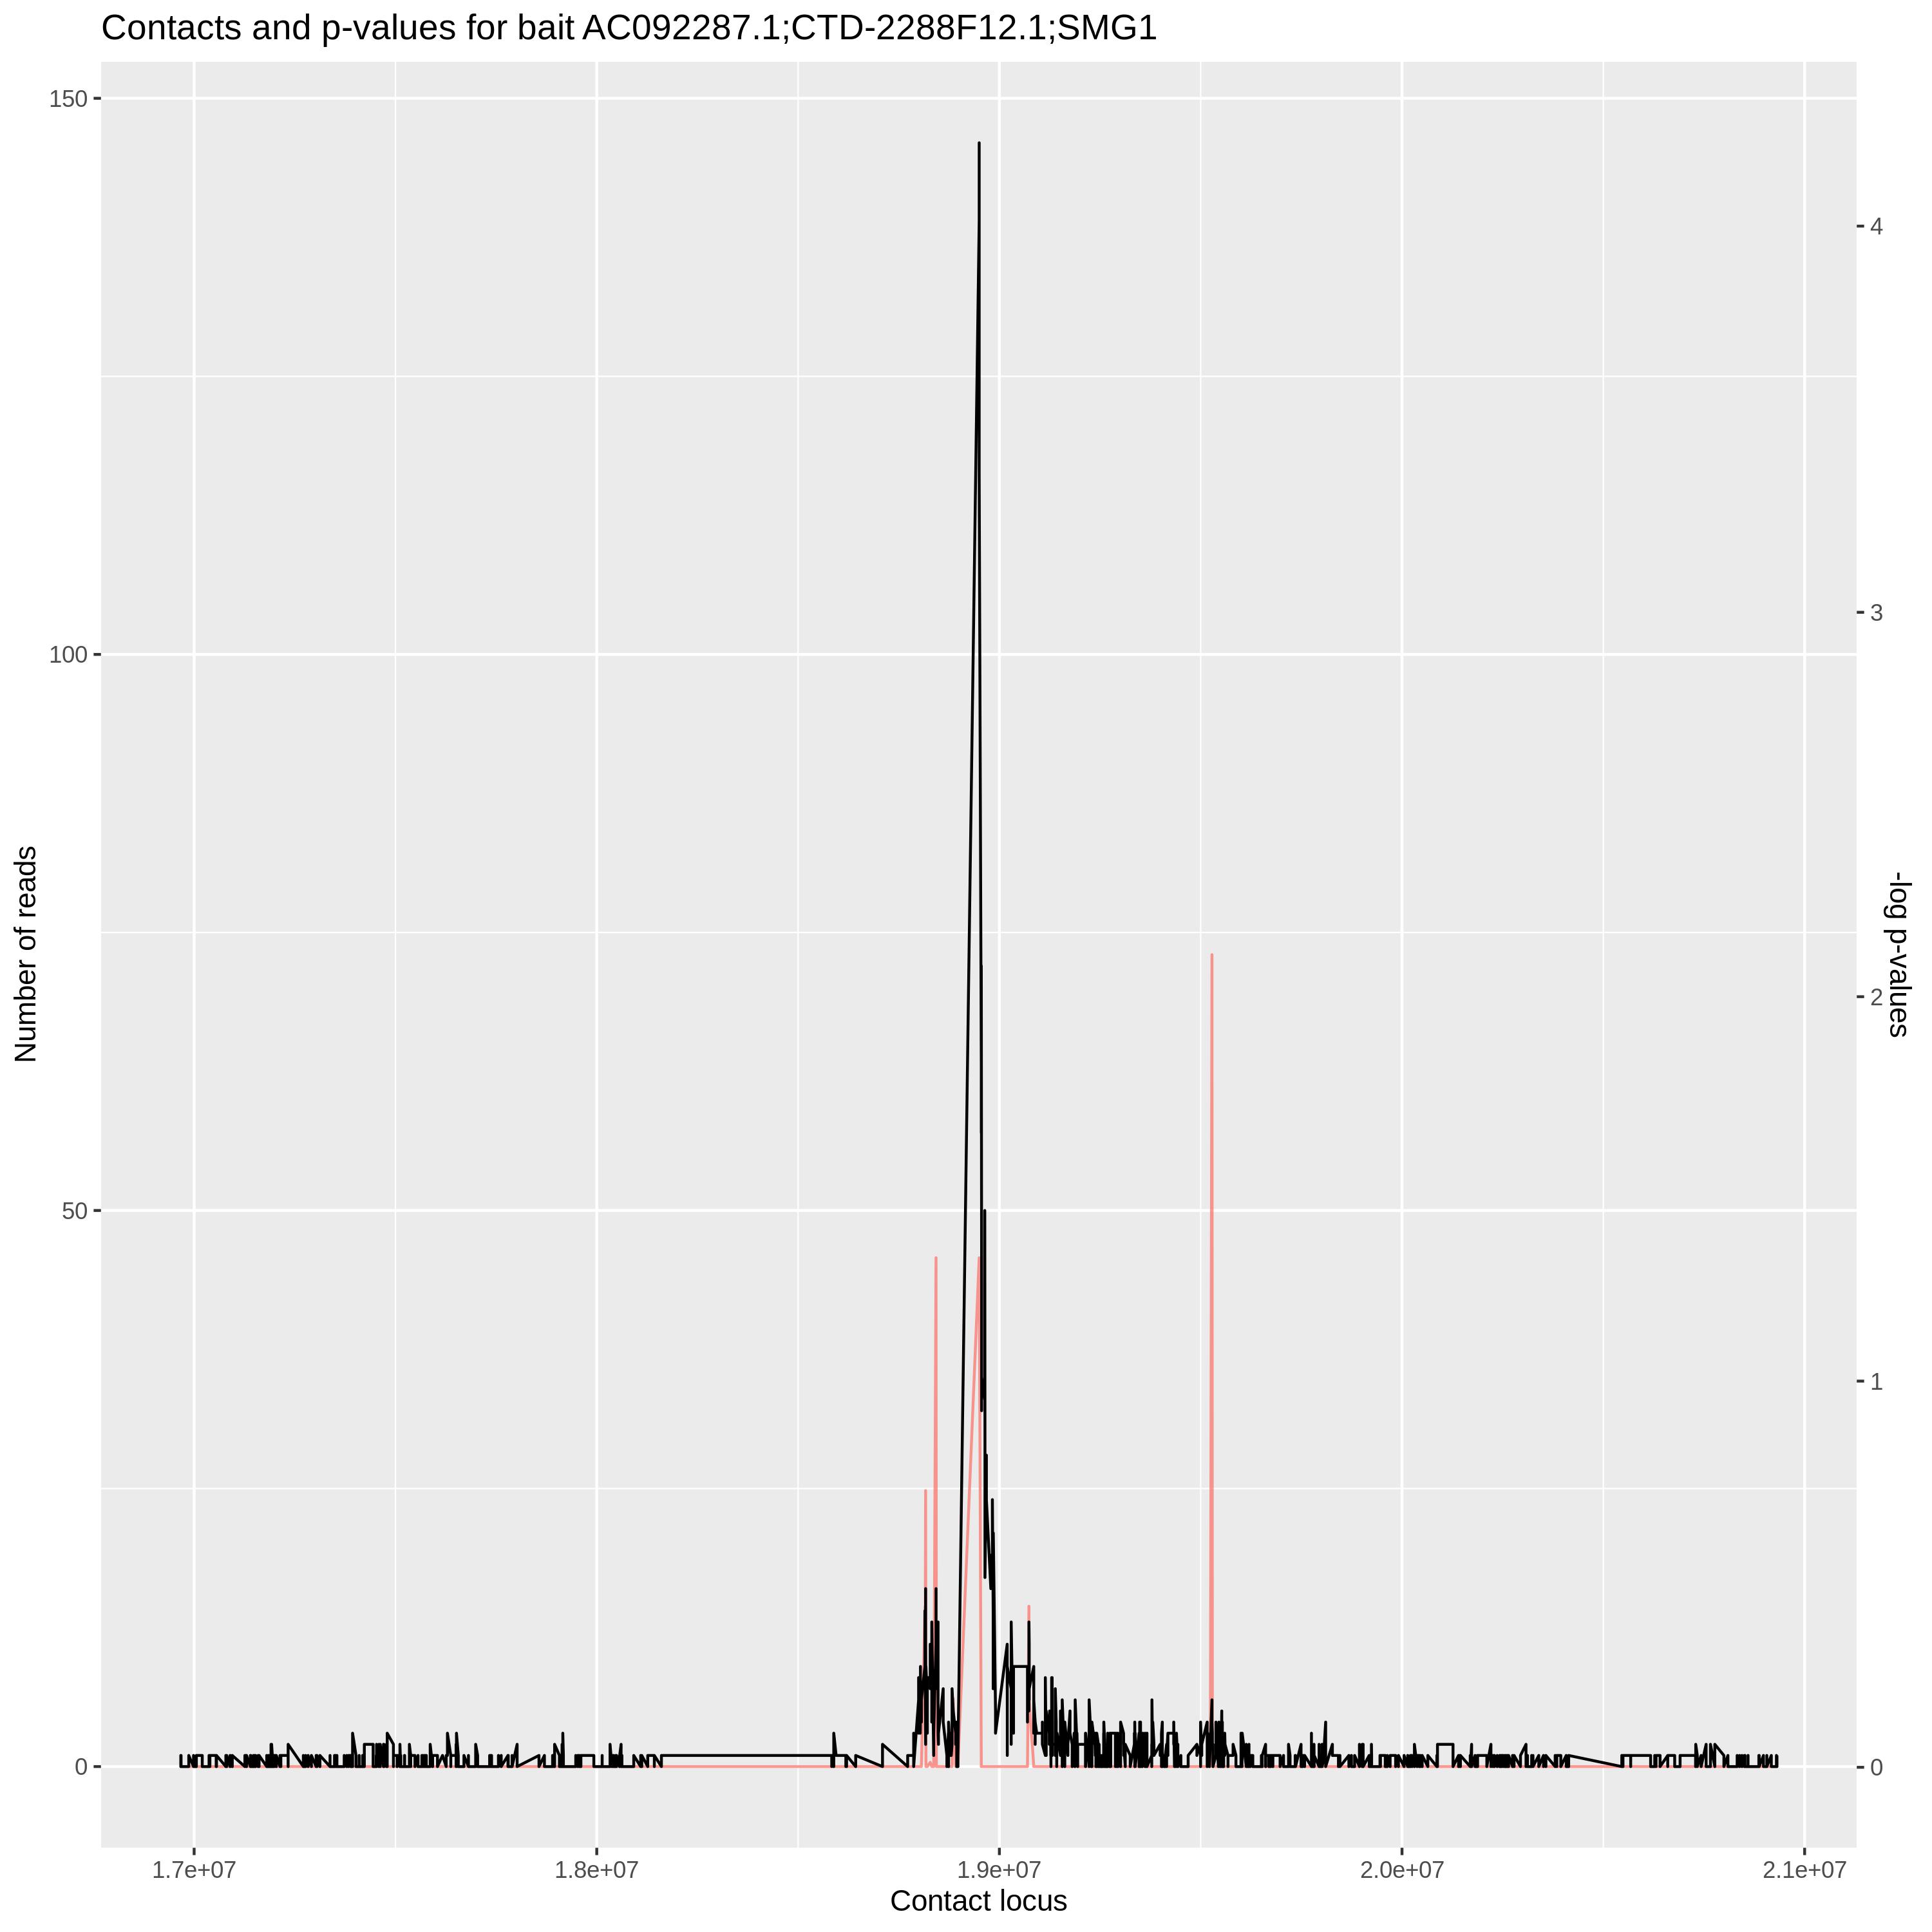 Contacts and p-values for bait AC092287.1;CTD-2288F12.1;SMG1
150
100
50
0
Number of reads
4
3
2
1
0
-log p-values
1.7e+07
1.8e+07
1.9e+07
2.0e+07
2.1e+07
Contact locus